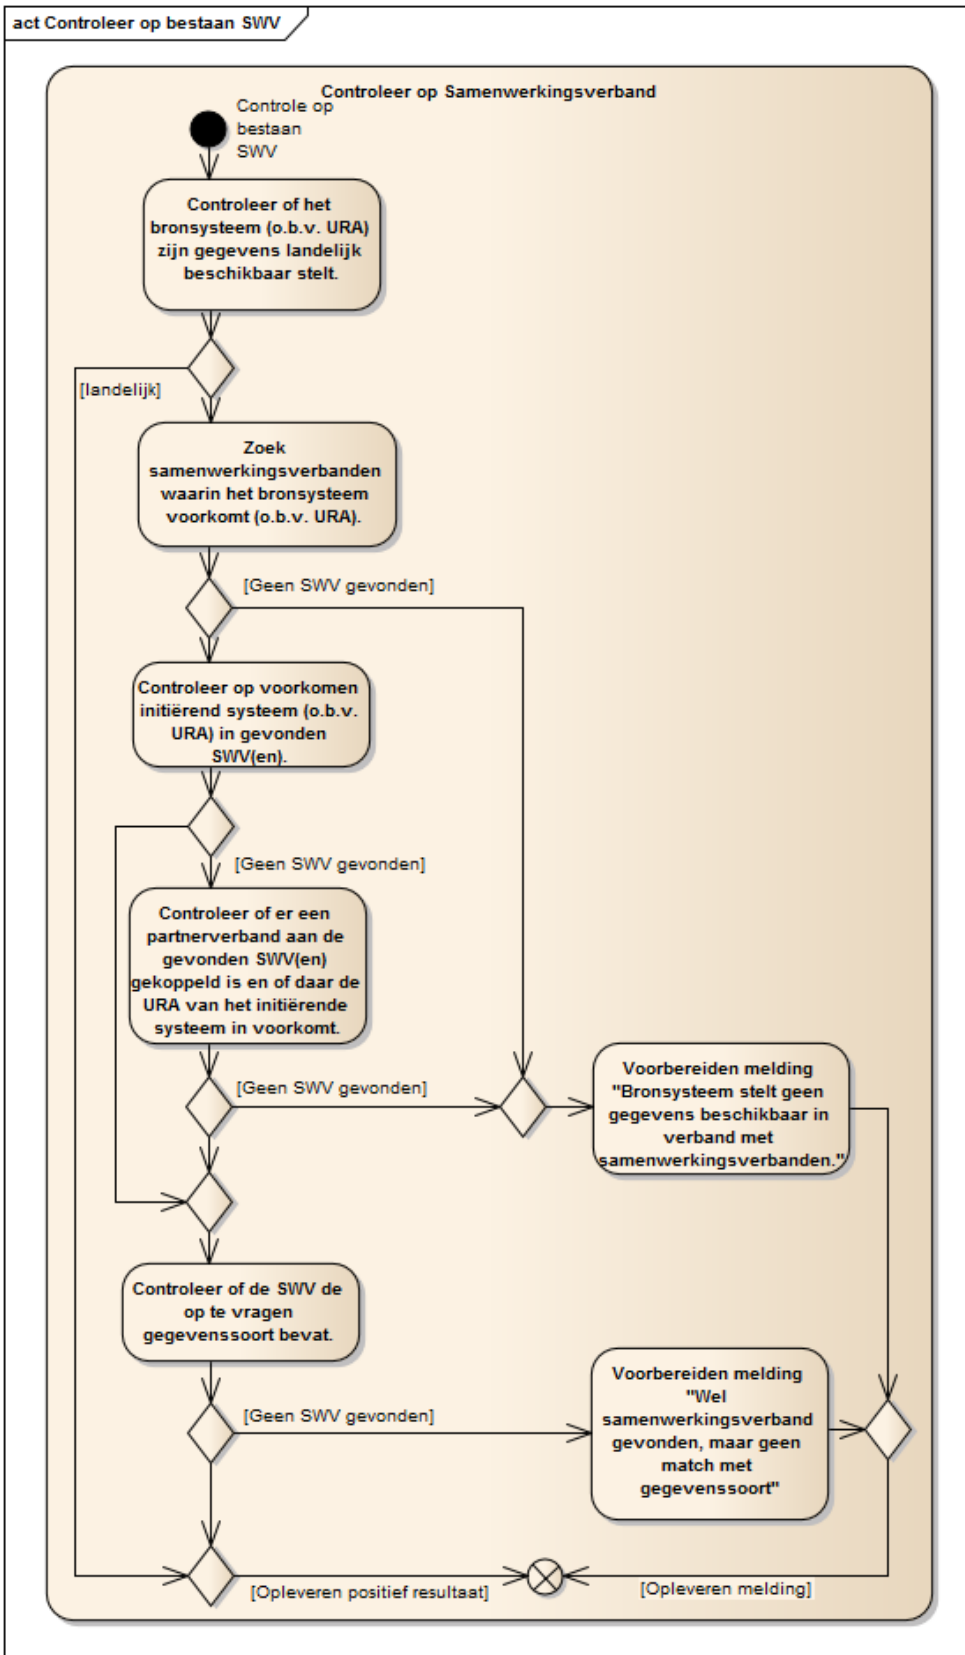 act Controleer op bestaan SWV
Controleer op Samenwerkingsverband
Controle op
bestaan
SWV
Controleer of het
bronsysteem (o.b.v. URA)
zijn gegevens landelijk
beschikbaar stelt.
[landelijk]
Zoek
samenwerkingsverbanden
waarin het bronsysteem
voorkomt (o.b.v. URA).
[Geen SWV gevonden]
Controleer op voorkomen
initiërend systeem (o.b.v.
URA) in gevonden
SWV(en).
[Geen SWV gevonden]
Controleer of er een
partnerverband aan de
gevonden SWV(en)
gekoppeld is en of daar de
URA van het initiërende
systeem in voorkomt.
[Geen SWV gevonden]
Voorbereiden melding
"Bronsysteem stelt geen
gegevens beschikbaar in
verband met
samenwerkingsverbanden."
Controleer of de SWV de
op te vragen
gegevenssoort bevat.
[Geen SWV gevonden]
Voorbereiden melding
"Wel
samenwerkingsverband
gevonden, maar geen
match met
gegevenssoort"
[Opleveren positief resultaat]
[Opleveren melding]